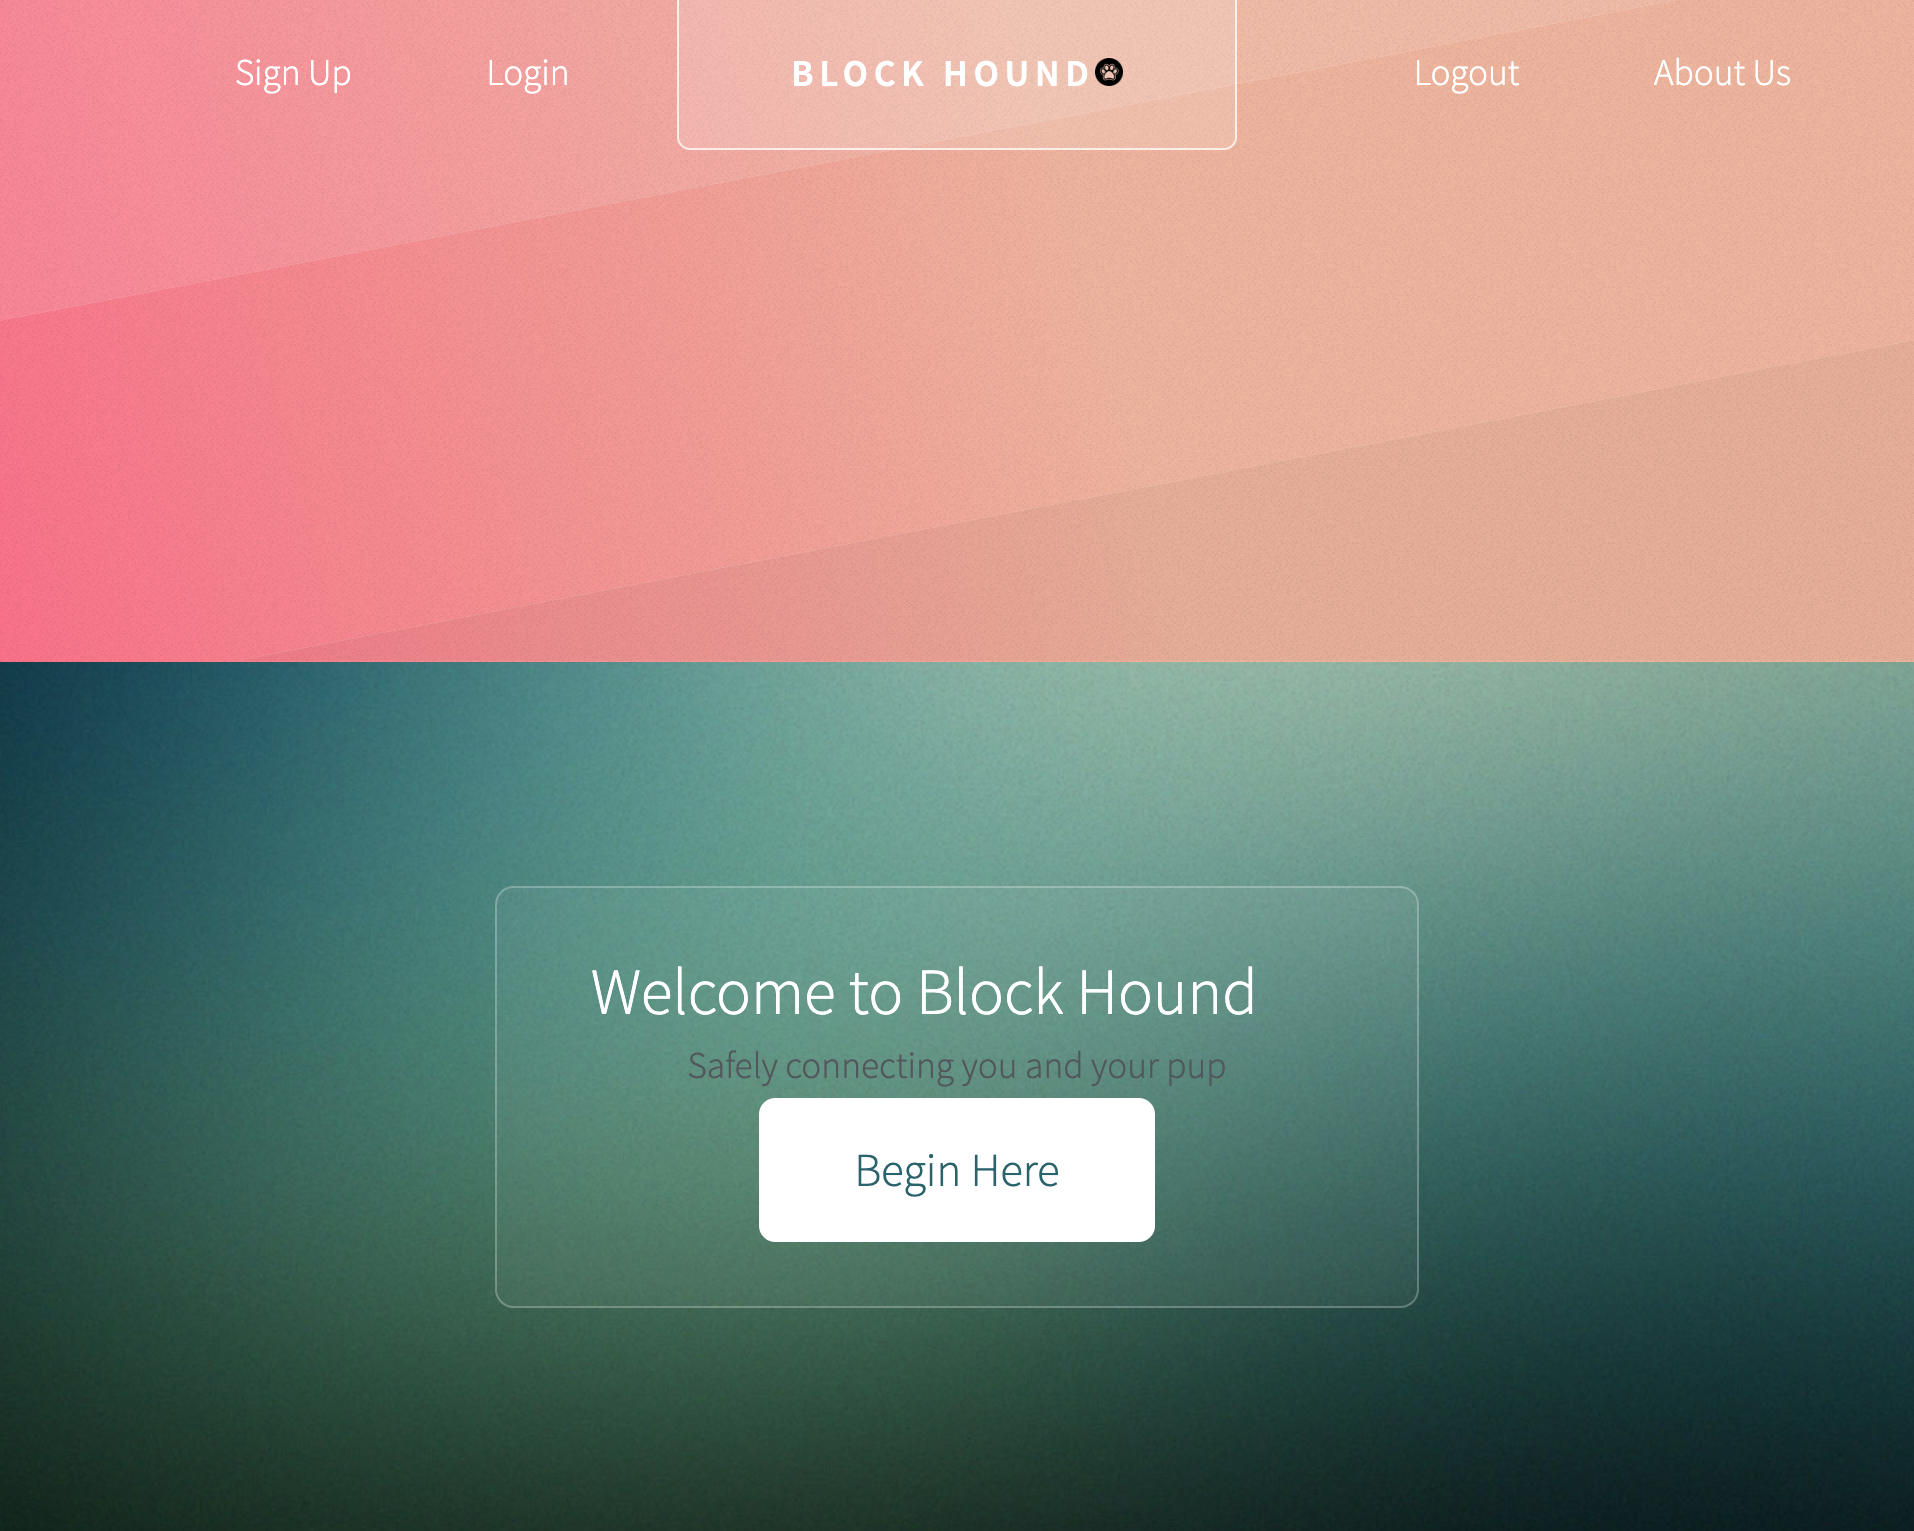 Sign Up Login BLOCK HOUND Logout About Us
Welcome to Block Hound
Safely connecting you and your pup
Begin Here